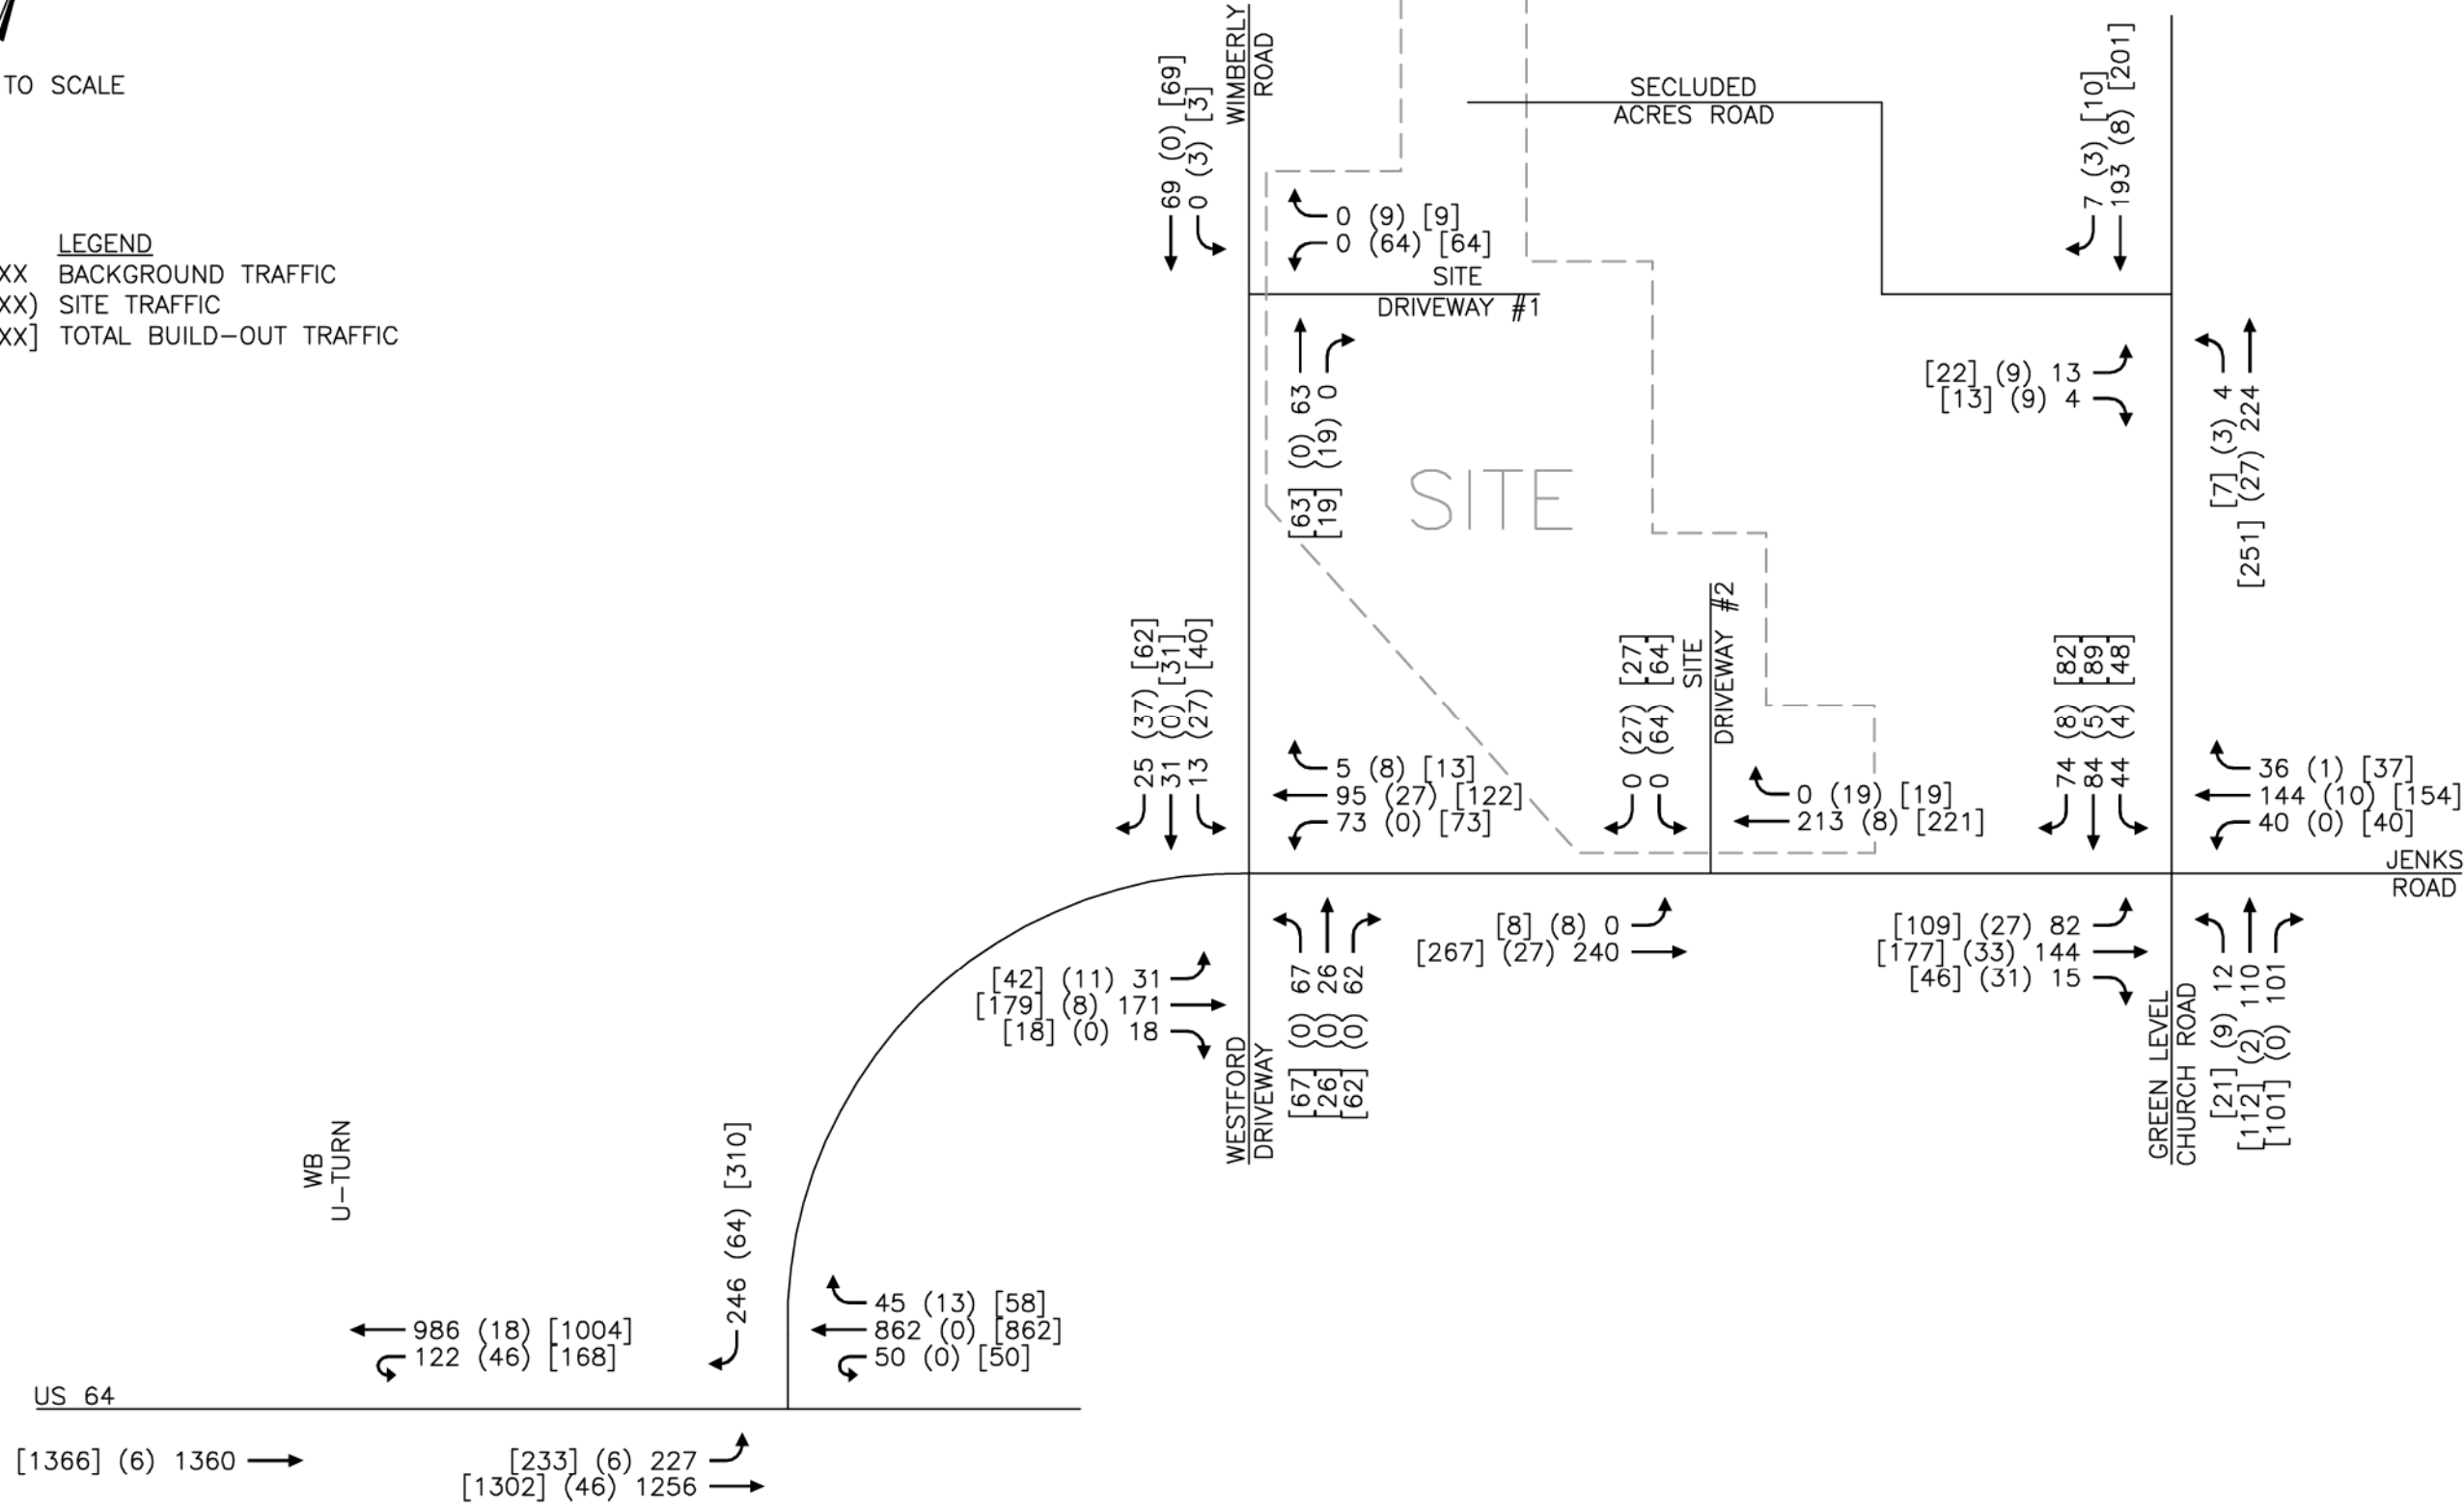 TO SCALE
LEGEND
XX BACKGROUND TRAFFIC
XX) SITE TRAFFIC
XX] TOTAL BUILD-OUT TRAFFIC
69 (0) [69]
0 (3) [3]
WIMBERLY
ROAD
SECLUDED
ACRES ROAD
7 (3) [10]
193 (8) [201]
0 (9) [9]
0 (64) [64]
SITE
DRIVEWAY #1
[63] (0) 63
[19] (19) 0
SITE
[22] (9) 13
[13] (9) 4
[7] (3) 4
[251] (27) 224
25 (37) [62]
31 (0) [31]
13 (27) [40]
5 (8) [13]
95 (27) [122]
73 (0) [73]
0 (27) [27]
0 (64) [64]
SITE
DRIVEWAY #2
0 (19) [19]
213 (8) [221]
74 (8) [82]
84 (5) [89]
44 (4) [48]
36 (1) [37]
144 (10) [154]
40 (0) [40]
JENKS
ROAD
[42] (11) 31
[179] (8) 171
[18] (0) 18
WESTFORD
DRIVEWAY
[67] (0) 67
[26] (0) 26
[62] (0) 62
[8] (8) 0
[267] (27) 240
[109] (27) 82
[177] (33) 144
[46] (31) 15
GREEN LEVEL
CHURCH ROAD
[21] (9) 12
[112] (2) 110
[101] (0) 101
WB
U-TURN
246 (64) [310]
986 (18) [1004]
122 (46) [168]
45 (13) [58]
862 (0) [862]
50 (0) [50]
US 64
[1366] (6) 1360
[233] (6) 227
[1302] (46) 1256